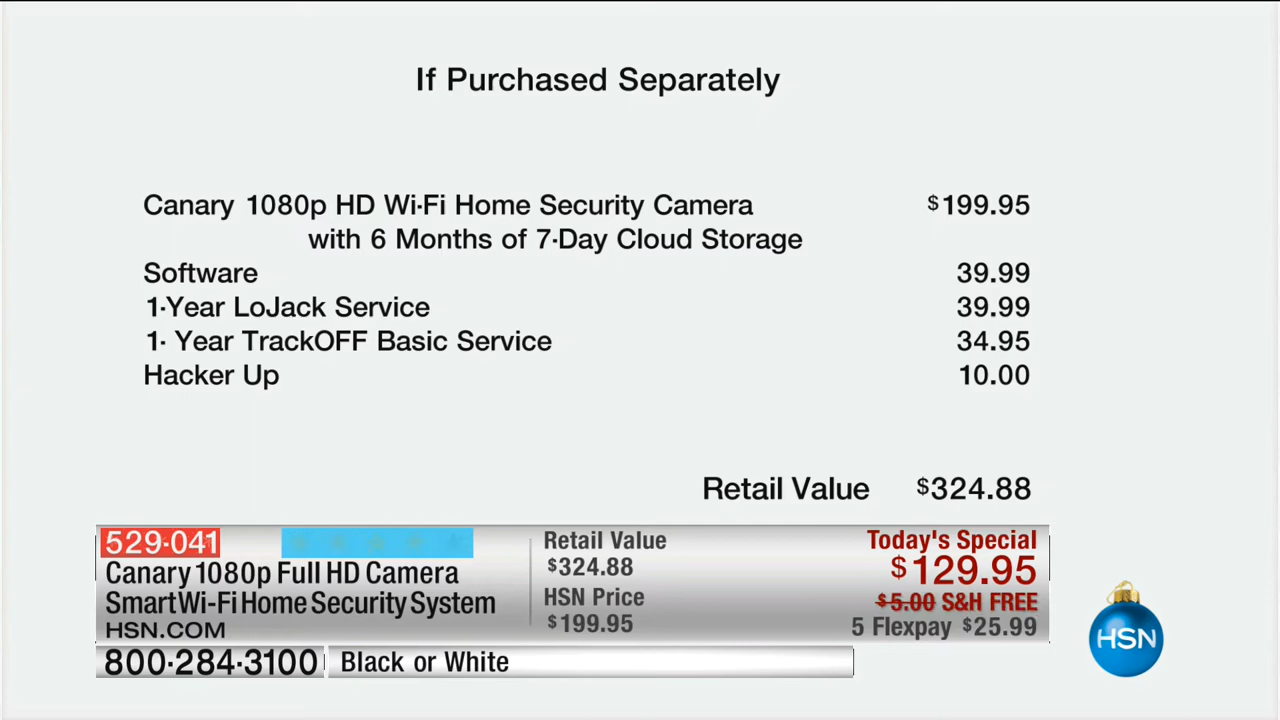 If Purchased Separately
Canary 1080p HD Wi-Fi Home Security Camera $199.95
with 6 Months of 7-Day Cloud Storage
Software 39.99
1-Year LoJack Service 39.99
1- Year TrackOFF Basic Service 34.95
Hacker Up 10.00
Retail Value $324.88
529-041
Canary 1080p Full HD Camera
Smart Wi-Fi Home Security System
HSN.COM
Retail Value
$324.88
HSN Price
$199.95
Today's Special
$129.95
$5.00 S&H FREE
5 Flexpay $25.99
800-284-3100
Black or White
HSN